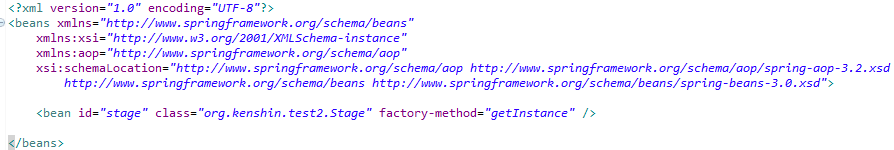 <?xml version="1.0" encoding="UTF-8"?>
<beans xmlns="http://www.springframework.org/schema/beans"
xmlns:xsi="http://www.w3.org/2001/XMLSchema-instance"
xmlns:aop="http://www.springframework.org/schema/aop"
xsi:schemaLocation="http://www.springframework.org/schema/aop http://www.springframework.org/schema/aop/spring-aop-3.2.xsd
http://www.springframework.org/schema/beans http://www.springframework.org/schema/beans/spring-beans-3.0.xsd">
<bean id="stage" class="org.kenshin.test2.Stage" factory-method="getInstance" />
</beans>